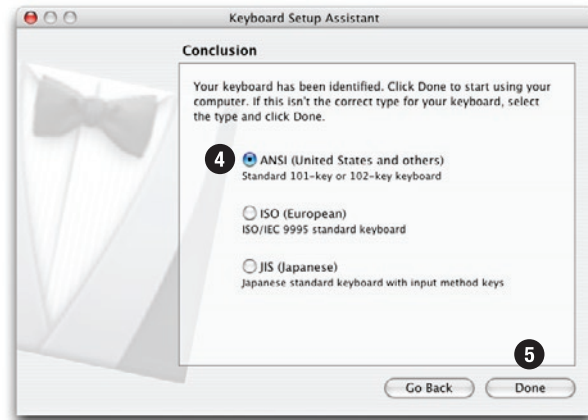 Keyboard Setup Assistant
Conclusion
Your keyboard has been identified. Click Done to start using your
computer. If this isn't the correct type for your keyboard, select
the type and click Done.
4 ANSI (United States and others)
Standard 101-key or 102-key keyboard
ISO (European)
ISO/IEC 9995 standard keyboard
JIS (Japanese)
Japanese standard keyboard with input method keys
5
Go Back Done